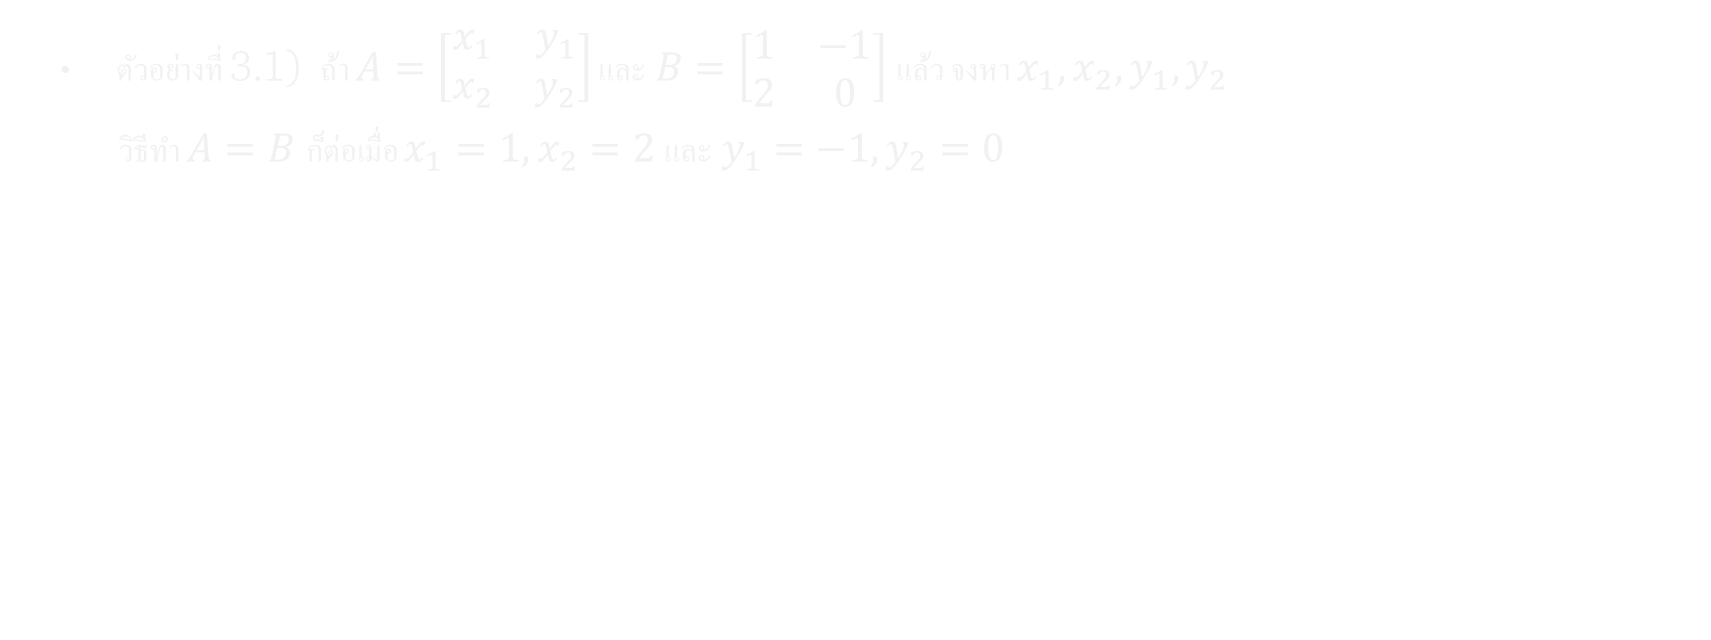 • ตัวอย่างที่ 3.1) ถ้า A = [x₁ y₁; x₂ y₂] และ B = [1 −1; 2 0] แล้ว จงหา x₁, x₂, y₁, y₂
วิธีทำ A = B ก็ต่อเมื่อ x₁ = 1, x₂ = 2 และ y₁ = −1, y₂ = 0